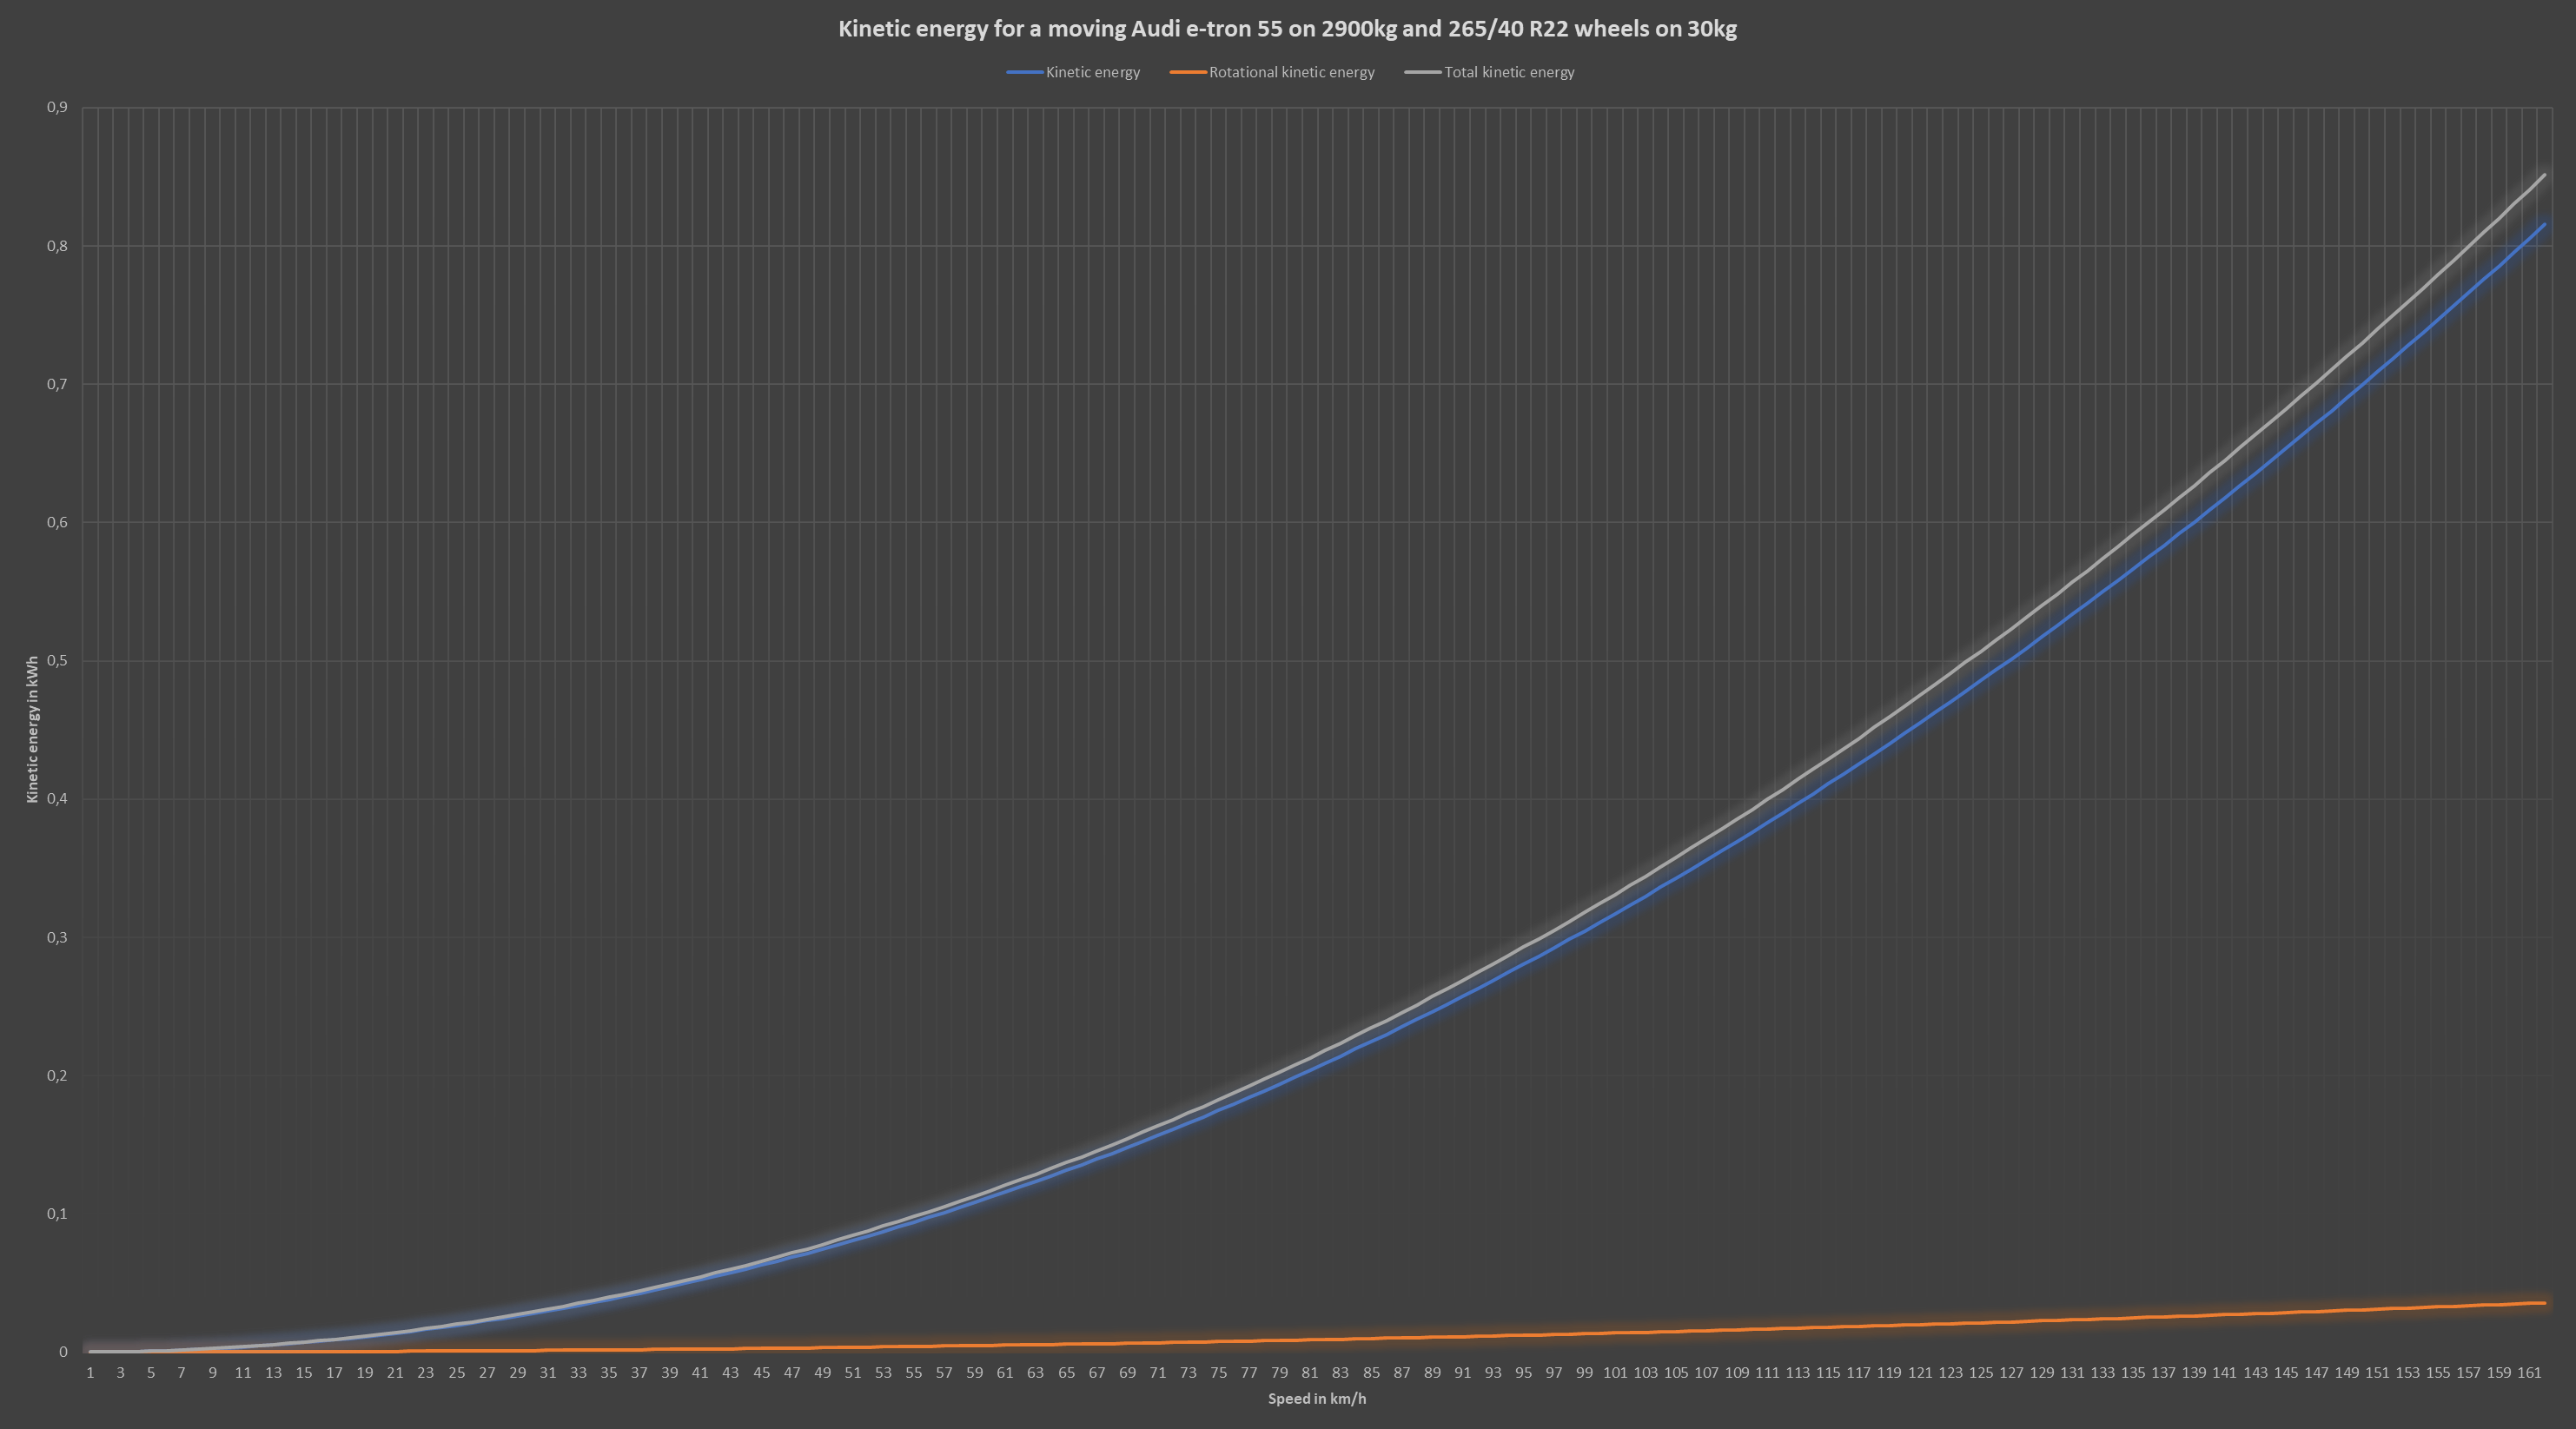 Kinetic energy for a moving Audi e-tron 55 on 2900kg and 265/40 R22 wheels on 30kg
Kinetic energy Rotational kinetic energy Total kinetic energy
0,9
0,8
0,7
0,6
0,5
0,4
0,3
0,2
0,1
0
Kinetic energy in kWh
1 3 5 7 9 11 13 15 17 19 21 23 25 27 29 31 33 35 37 39 41 43 45 47 49 51 53 55 57 59 61 63 65 67 69 71 73 75 77 79 81 83 85 87 89 91 93 95 97 99 101 103 105 107 109 111 113 115 117 119 121 123 125 127 129 131 133 135 137 139 141 143 145 147 149 151 153 155 157 159 161
Speed in km/h